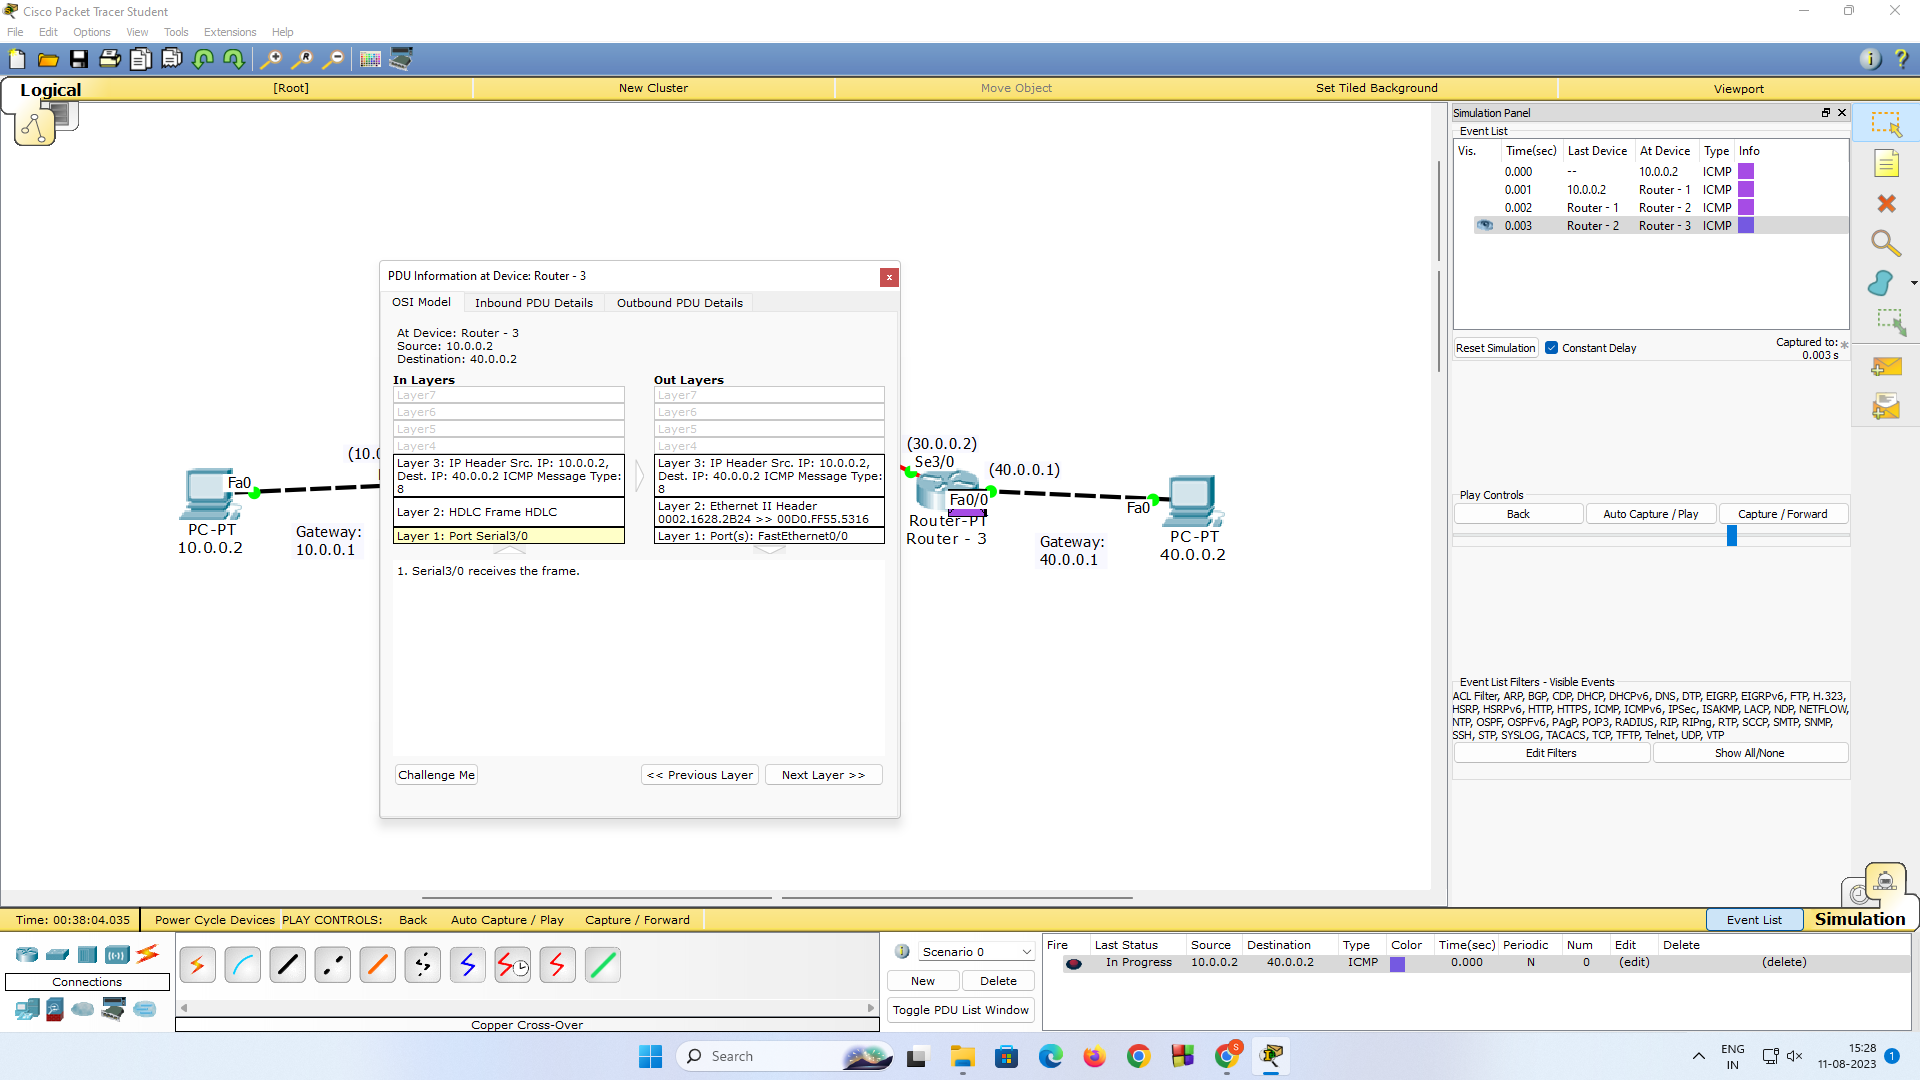 Cisco Packet Tracer Student
File Edit Options View Tools Extensions Help
Logical [Root] New Cluster Move Object Set Tiled Background Viewport
Simulation Panel
Event List
Vis. Time(sec) Last Device At Device Type Info
0.000 -- 10.0.0.2 ICMP
0.001 10.0.0.2 Router - 1 ICMP
0.002 Router - 1 Router - 2 ICMP
0.003 Router - 2 Router - 3 ICMP
Reset Simulation Constant Delay Captured to: *
0.003 s
PDU Information at Device: Router - 3 x
OSI Model Inbound PDU Details Outbound PDU Details
At Device: Router - 3
Source: 10.0.0.2
Destination: 40.0.0.2
In Layers
Layer7
Layer6
Layer5
Layer4
Layer 3: IP Header Src. IP: 10.0.0.2,
Dest. IP: 40.0.0.2 ICMP Message Type:
8
Layer 2: HDLC Frame HDLC
Layer 1: Port Serial3/0
Out Layers
Layer7
Layer6
Layer5
Layer4
Layer 3: IP Header Src. IP: 10.0.0.2,
Dest. IP: 40.0.0.2 ICMP Message Type:
8
Layer 2: Ethernet II Header
0002.1628.2B24 >> 00D0.FF55.5316
Layer 1: Port(s): FastEthernet0/0
1. Serial3/0 receives the frame.
Challenge Me << Previous Layer Next Layer >>
(10.0
Fa0
PC-PT
10.0.0.2
Gateway:
10.0.0.1
(30.0.0.2)
Se3/0
(40.0.0.1)
Fa0/0
Router-PT
Router - 3
Fa0
Gateway:
40.0.0.1
PC-PT
40.0.0.2
Play Controls
Back Auto Capture / Play Capture / Forward
Event List Filters - Visible Events
ACL Filter, ARP, BGP, CDP, DHCP, DHCPv6, DNS, DTP, EIGRP, EIGRPv6, FTP, H.323,
HSRP, HSRPv6, HTTP, HTTPS, ICMP, ICMPv6, IPSec, ISAKMP, LACP, NDP, NETFLOW,
NTP, OSPF, OSPFv6, PAgP, POP3, RADIUS, RIP, RIPng, RTP, SCCP, SMTP, SNMP,
SSH, STP, SYSLOG, TACACS, TCP, TFTP, Telnet, UDP, VTP
Edit Filters Show All/None
Time: 00:38:04.035 Power Cycle Devices PLAY CONTROLS: Back Auto Capture / Play Capture / Forward Event List Simulation
Connections
Copper Cross-Over
Scenario 0
New Delete
Toggle PDU List Window
Fire Last Status Source Destination Type Color Time(sec) Periodic Num Edit Delete
In Progress 10.0.0.2 40.0.0.2 ICMP 0.000 N 0 (edit) (delete)
Search
S
ENG
IN
15:28
11-08-2023
1